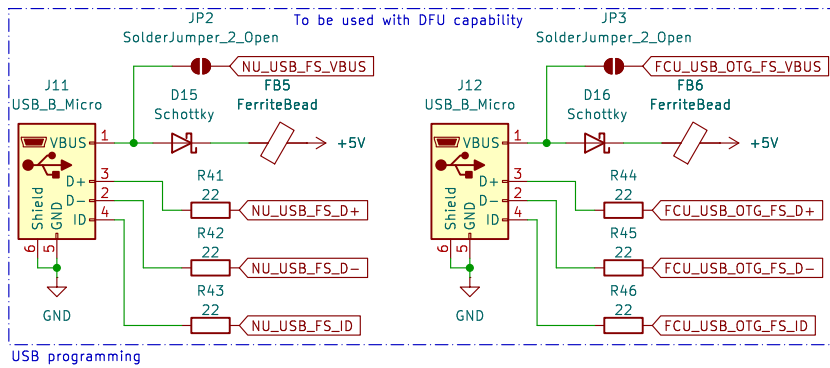 To be used with DFU capability
JP2
SolderJumper_2_Open
NU_USB_FS_VBUS
J11
USB_B_Micro
D15
Schottky
FB5
FerriteBead
+5V
VBUS 1
D+ 3
D- 2
ID 4
Shield
GND
6
5
GND
R41
22
NU_USB_FS_D+
R42
22
NU_USB_FS_D-
R43
22
NU_USB_FS_ID
JP3
SolderJumper_2_Open
FCU_USB_OTG_FS_VBUS
J12
USB_B_Micro
D16
Schottky
FB6
FerriteBead
+5V
VBUS 1
D+ 3
D- 2
ID 4
Shield
GND
6
5
GND
R44
22
FCU_USB_OTG_FS_D+
R45
22
FCU_USB_OTG_FS_D-
R46
22
FCU_USB_OTG_FS_ID
USB programming